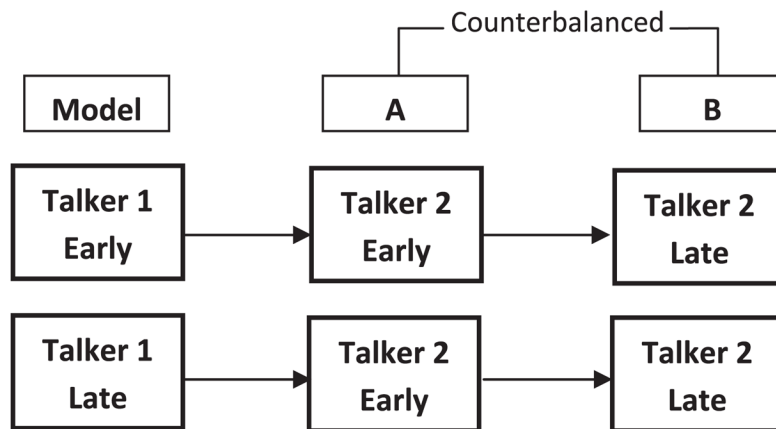 Counterbalanced
Model
A
B
Talker 1
Early
Talker 2
Early
Talker 2
Late
Talker 1
Late
Talker 2
Early
Talker 2
Late